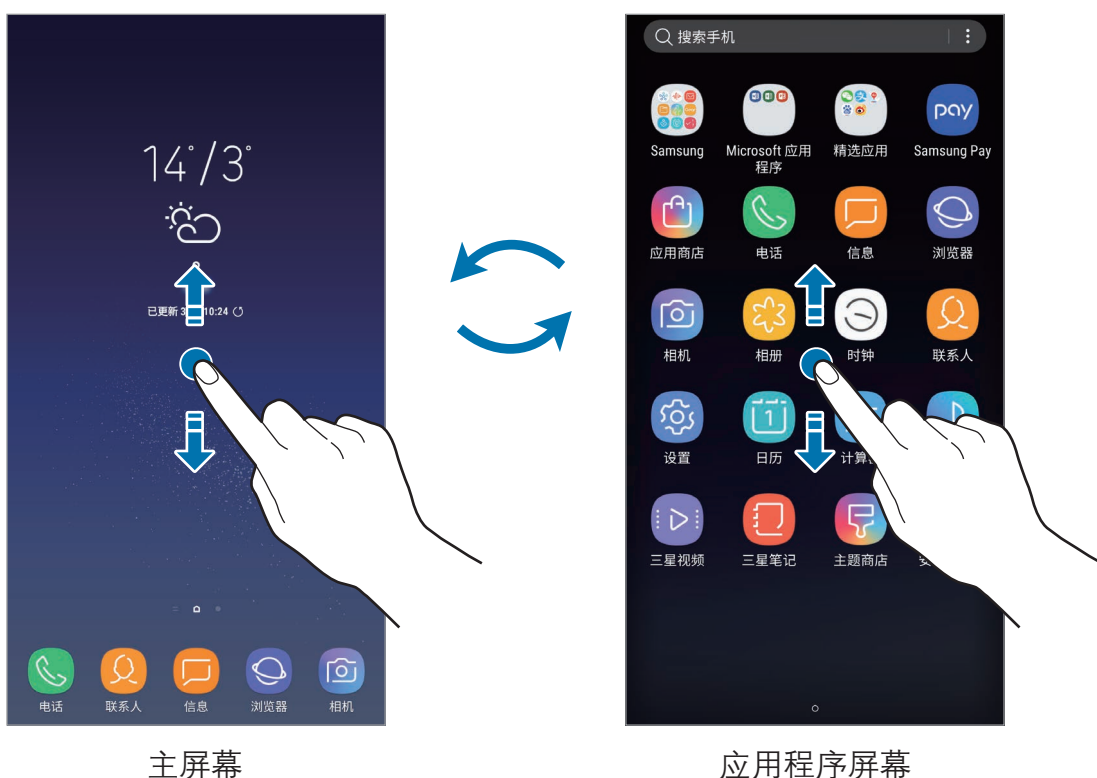 14°/3°
已更新 3 10:24
电话 联系人 信息 浏览器 相机
主屏幕
搜索手机
pay
Samsung Microsoft 应用程序 精选应用 Samsung Pay
应用商店 电话 信息 浏览器
相机 相册 时钟 联系人
1
设置 日历 计算
三星视频 三星笔记 主题商店
应用程序屏幕